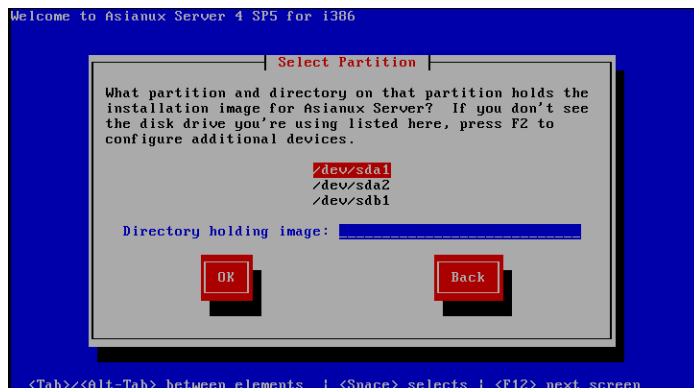 Welcome to Asianux Server 4 SP5 for i386
Select Partition
What partition and directory on that partition holds the
installation image for Asianux Server? If you don't see
the disk drive you're using listed here, press F2 to
configure additional devices.
/dev/sda1
/dev/sda2
/dev/sdb1
Directory holding image:
OK Back
<Tab>/<Alt-Tab> between elements | <Space> selects | <F12> next screen